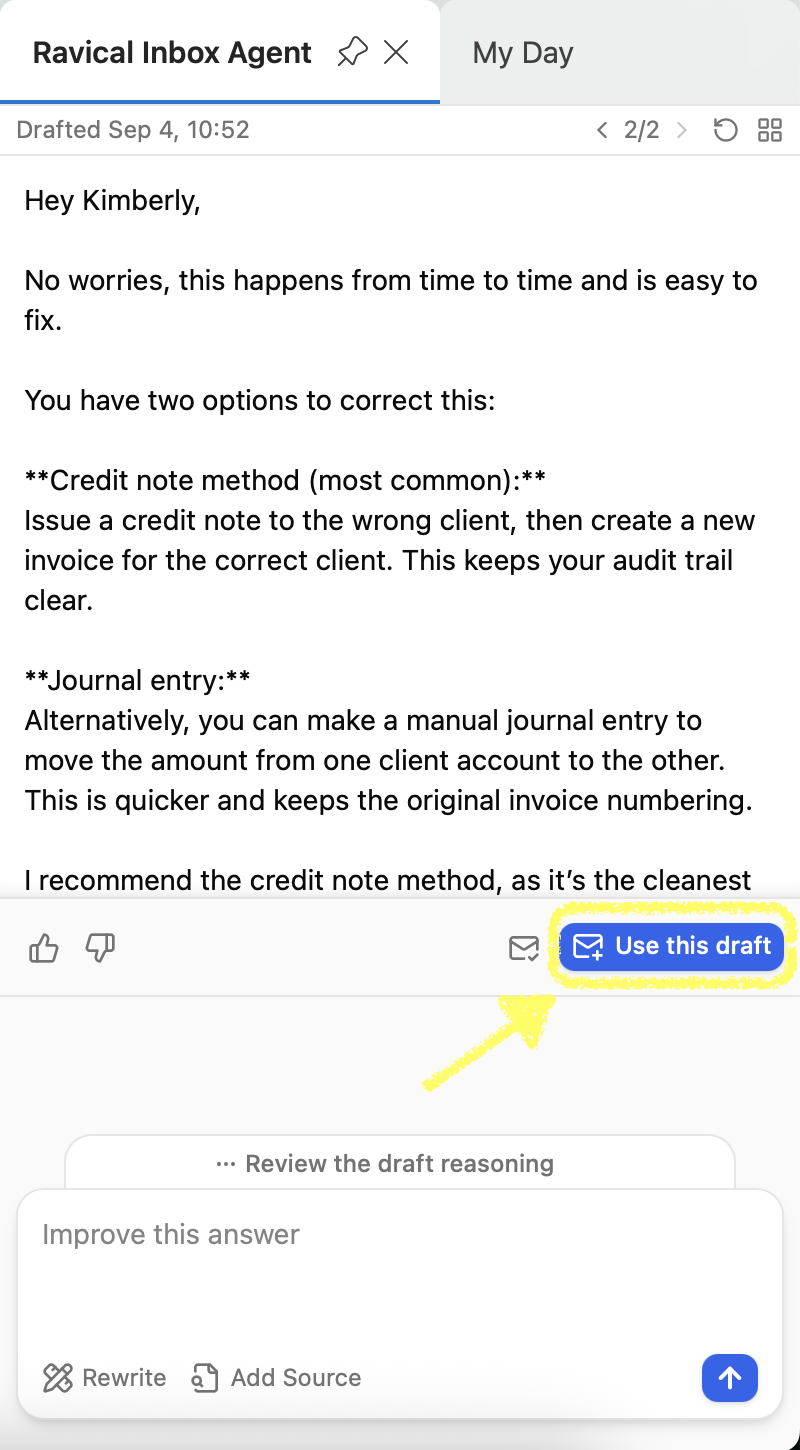 Ravical Inbox Agent
My Day
Drafted Sep 4, 10:52
2/2
Hey Kimberly,
No worries, this happens from time to time and is easy to
fix.
You have two options to correct this:
**Credit note method (most common):**
Issue a credit note to the wrong client, then create a new
invoice for the correct client. This keeps your audit trail
clear.
**Journal entry:**
Alternatively, you can make a manual journal entry to
move the amount from one client account to the other.
This is quicker and keeps the original invoice numbering.
I recommend the credit note method, as it’s the cleanest
Use this draft
··· Review the draft reasoning
Improve this answer
Rewrite
Add Source